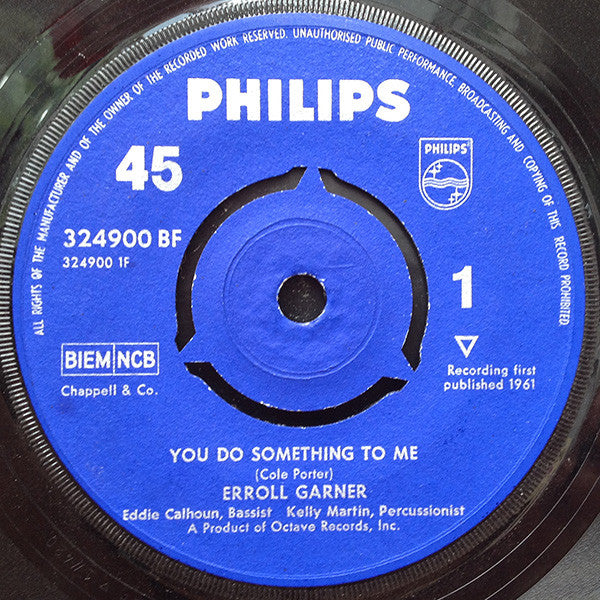 ALL RIGHTS OF THE MANUFACTURER AND OF THE OWNER OF THE RECORDED WORK RESERVED. UNAUTHORISED PUBLIC PERFORMANCE, BROADCASTING AND COPYING OF THIS RECORD PROHIBITED
PHILIPS
45
PHILIPS
324900 BF
324900 1F
1
BIEM NCB
Chappell & Co.
Recording first
published 1961
YOU DO SOMETHING TO ME
(Cole Porter)
ERROLL GARNER
Eddie Calhoun, Bassist Kelly Martin, Percussionist
A Product of Octave Records, Inc.